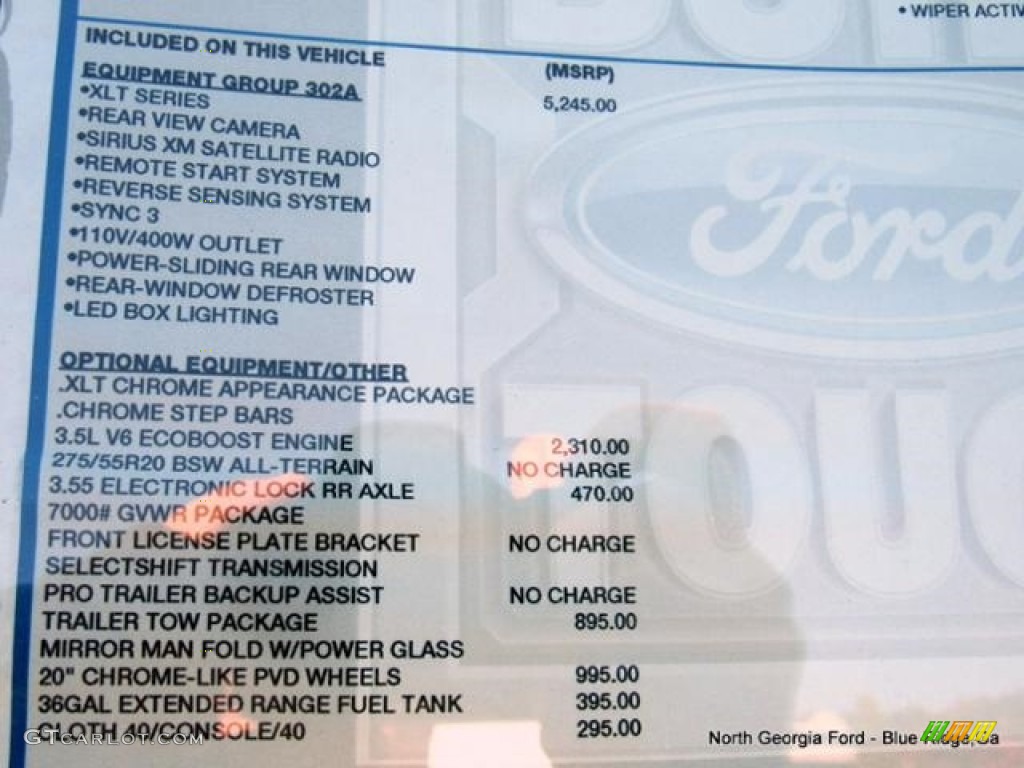 • WIPER ACTIV
INCLUDED ON THIS VEHICLE
(MSRP)
EQUIPMENT GROUP 302A 5,245.00
•XLT SERIES
•REAR VIEW CAMERA
•SIRIUS XM SATELLITE RADIO
•REMOTE START SYSTEM
•REVERSE SENSING SYSTEM
•SYNC 3
•110V/400W OUTLET
•POWER-SLIDING REAR WINDOW
•REAR-WINDOW DEFROSTER
•LED BOX LIGHTING
Ford
OPTIONAL EQUIPMENT/OTHER
.XLT CHROME APPEARANCE PACKAGE
.CHROME STEP BARS
3.5L V6 ECOBOOST ENGINE 2,310.00
275/55R20 BSW ALL-TERRAIN NO CHARGE
3.55 ELECTRONIC LOCK RR AXLE 470.00
7000# GVWR PACKAGE
FRONT LICENSE PLATE BRACKET NO CHARGE
SELECTSHIFT TRANSMISSION
PRO TRAILER BACKUP ASSIST NO CHARGE
TRAILER TOW PACKAGE 895.00
MIRROR MAN FOLD W/POWER GLASS
20" CHROME-LIKE PVD WHEELS 995.00
36GAL EXTENDED RANGE FUEL TANK 395.00
CLOTH 40/CONSOLE/40 295.00
TOU
GTCARLOT.COM
North Georgia Ford - Blue Ridge,Ga